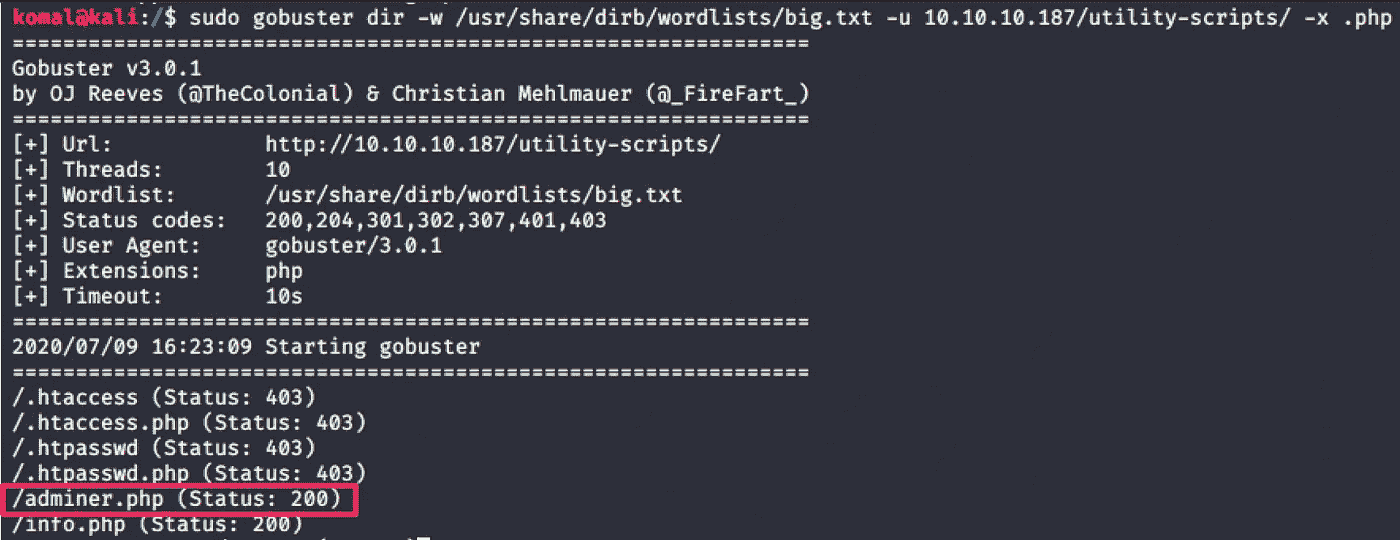 komal@kali:/$ sudo gobuster dir -w /usr/share/dirb/wordlists/big.txt -u 10.10.10.187/utility-scripts/ -x .php
===============================================================
Gobuster v3.0.1
by OJ Reeves (@TheColonial) & Christian Mehlmauer (@_FireFart_)
===============================================================
[+] Url:            http://10.10.10.187/utility-scripts/
[+] Threads:        10
[+] Wordlist:       /usr/share/dirb/wordlists/big.txt
[+] Status codes:   200,204,301,302,307,401,403
[+] User Agent:     gobuster/3.0.1
[+] Extensions:     php
[+] Timeout:        10s
===============================================================
2020/07/09 16:23:09 Starting gobuster
===============================================================
/.htaccess (Status: 403)
/.htaccess.php (Status: 403)
/.htpasswd (Status: 403)
/.htpasswd.php (Status: 403)
/adminer.php (Status: 200)
/info.php (Status: 200)